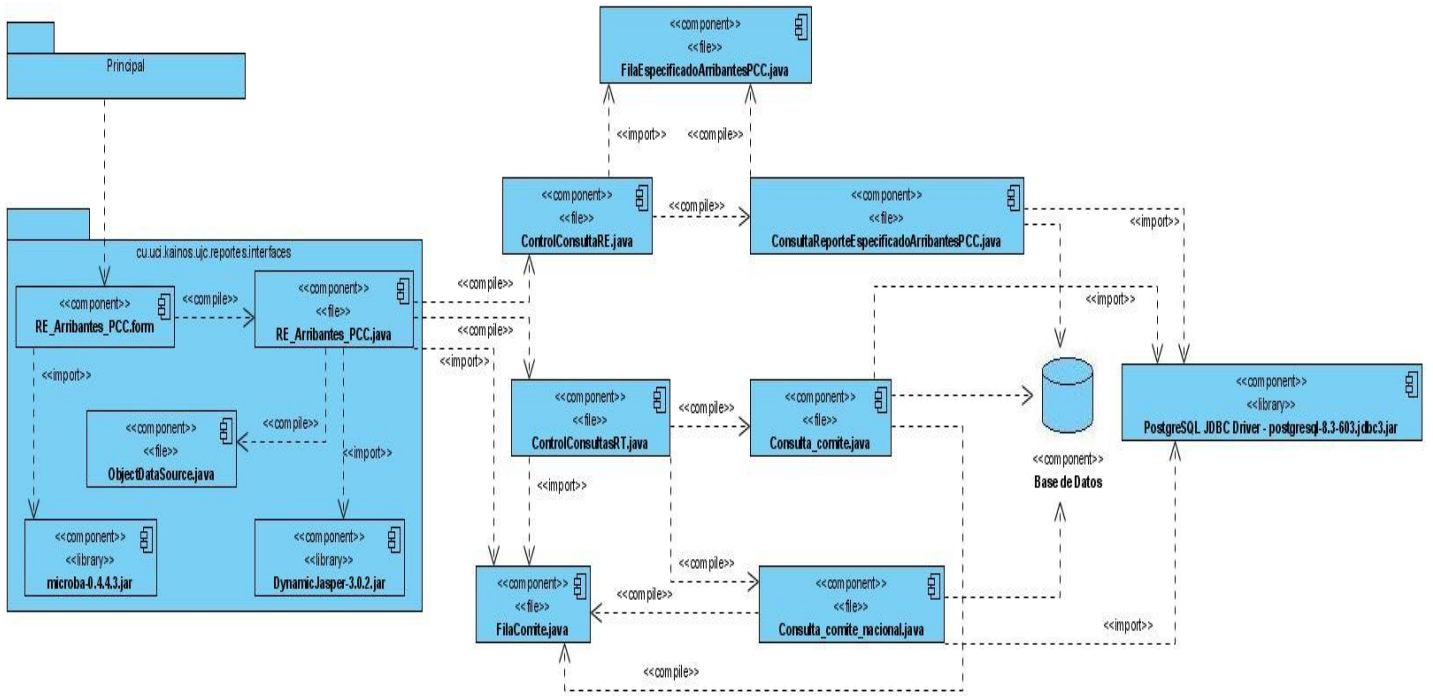 Principal
<<component>>
<<file>>
FilaEspecificadoArribantesPCC.java
<<import>>
<<compile>>
<<component>>
<<file>>
ControlConsultaRE.java
<<compile>>
<<component>>
<<file>>
ConsultaReporteEspecificadoArribantesPCC.java
<<import>>
cu.uci.kainos.ujc.reportes.interfaces
<<component>>
RE_Arribantes_PCC.form
<<compile>>
<<component>>
<<file>>
RE_Arribantes_PCC.java
<<compile>>
<<compile>>
<<import>>
<<import>>
<<import>>
<<component>>
<<file>>
ObjectDataSource.java
<<compile>>
<<import>>
<<component>>
<<library>>
microba-0.4.4.3.jar
<<component>>
<<library>>
DynamicJasper-3.0.2.jar
<<component>>
<<file>>
ControlConsultasRT.java
<<compile>>
<<component>>
<<file>>
Consulta_comite.java
<<component>>
Base de Datos
<<component>>
<<library>>
PostgreSQL JDBC Driver - postgresql-8.3-603.jdbc3.jar
<<import>>
<<compile>>
<<component>>
<<file>>
FilaComite.java
<<compile>>
<<component>>
<<file>>
Consulta_comite_nacional.java
<<import>>
<<compile>>